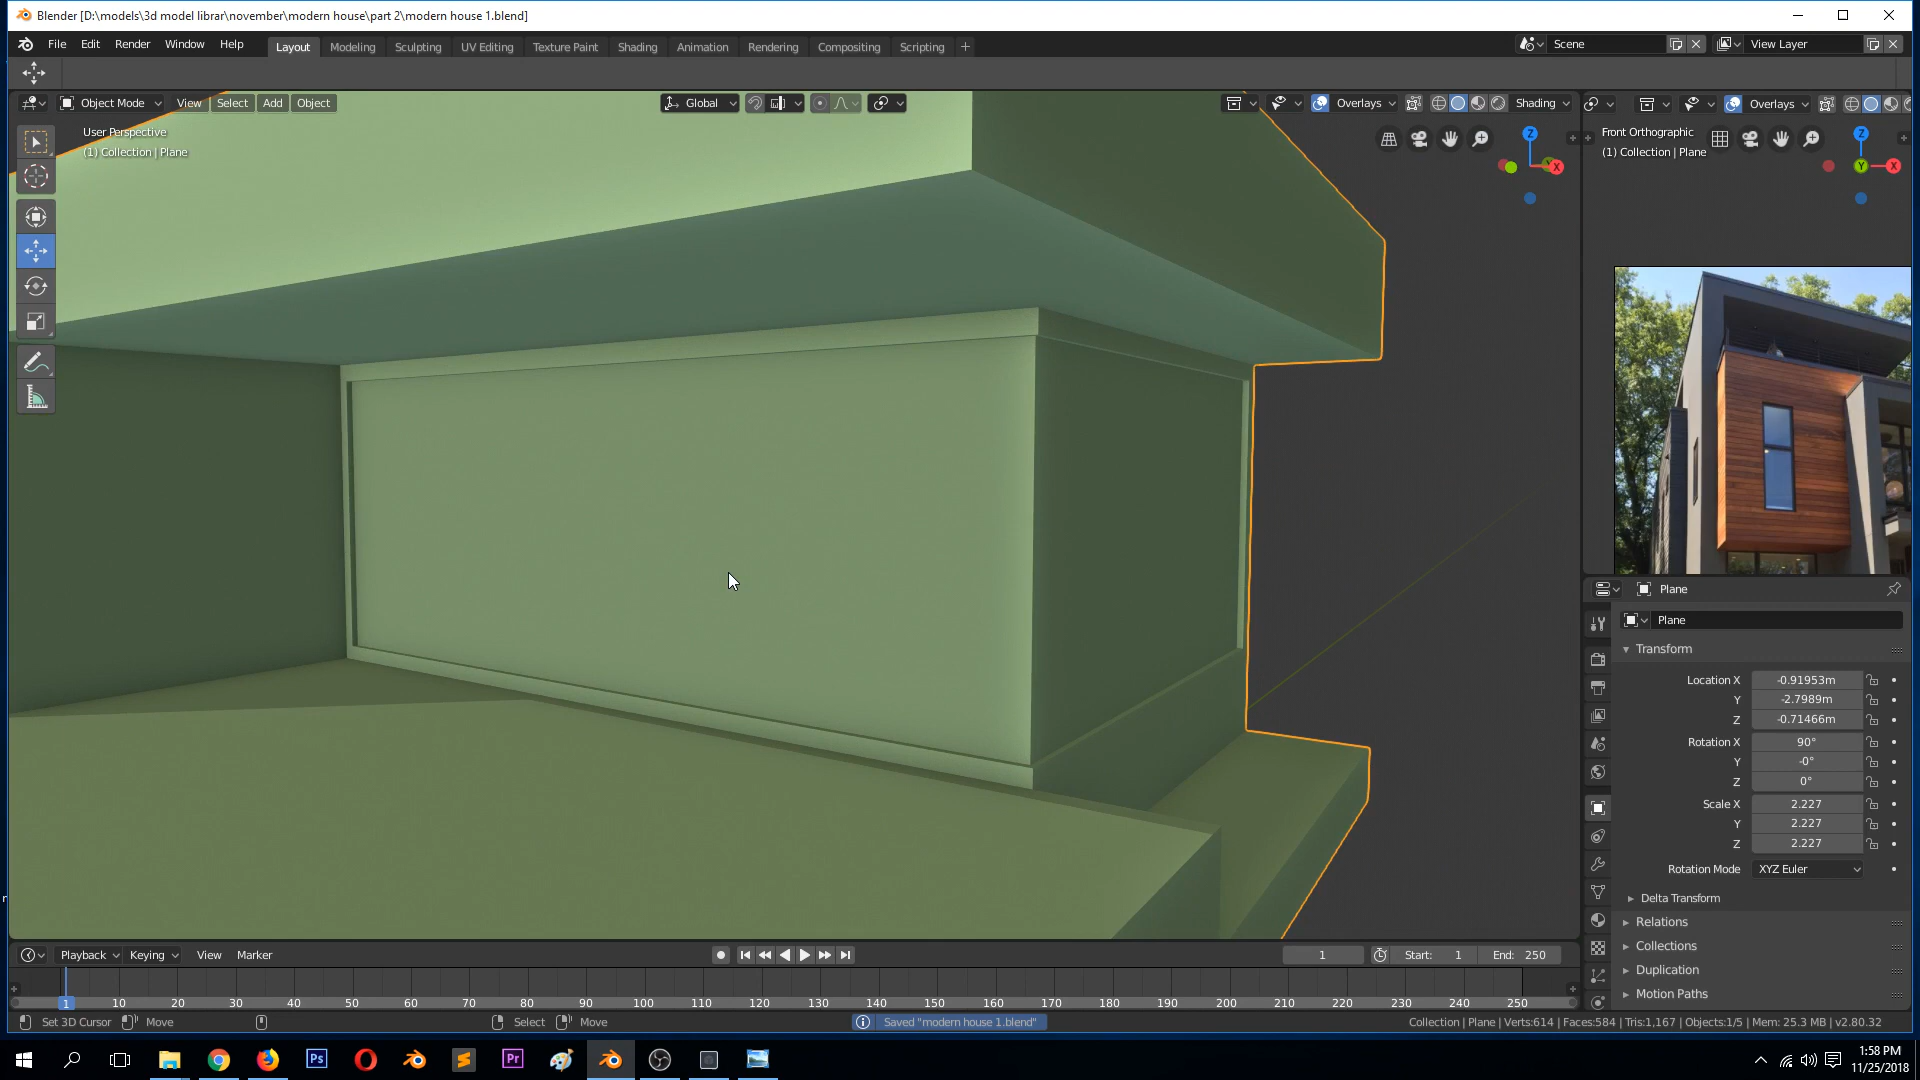 Blender [D:\models\3d model librar\november\modern house\part 2\modern house 1.blend]
File Edit Render Window Help Layout Modeling Sculpting UV Editing Texture Paint Shading Animation Rendering Compositing Scripting + Scene View Layer
Object Mode View Select Add Object Global Overlays Shading Overlays
User Perspective
(1) Collection | Plane
Z
X
Front Orthographic
(1) Collection | Plane
Z
Y
X
Plane
Plane
Transform
Location X -0.91953m
Y -2.7989m
Z -0.71466m
Rotation X 90°
Y -0°
Z 0°
Scale X 2.227
Y 2.227
Z 2.227
Rotation Mode XYZ Euler
Delta Transform
Relations
Collections
Duplication
Motion Paths
Playback Keying View Marker 1 Start: 1 End: 250
1 10 20 30 40 50 60 70 80 90 100 110 120 130 140 150 160 170 180 190 200 210 220 230 240 250
Set 3D Cursor Move Select Move Saved "modern house 1.blend" Collection | Plane | Verts:614 | Faces:584 | Tris:1,167 | Objects:1/5 | Mem: 25.3 MB | v2.80.32
Ps Pr
1:58 PM
11/25/2018